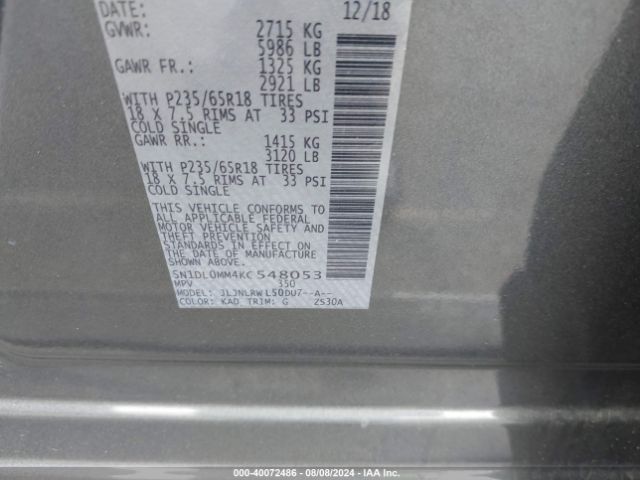 DATE: 12/18
GVWR: 2715 KG
5986 LB
GAWR FR.: 1325 KG
2921 LB
WITH P235/65R18 TIRES
18 X 7.5 RIMS AT 33 PSI
COLD SINGLE
GAWR RR.: 1415 KG
3120 LB
WITH P235/65R18 TIRES
18 X 7.5 RIMS AT 33 PSI
COLD SINGLE
THIS VEHICLE CONFORMS TO
ALL APPLICABLE FEDERAL
MOTOR VEHICLE SAFETY AND
THEFT PREVENTION
STANDARDS IN EFFECT ON
THE DATE OF MANUFACTURE
SHOWN ABOVE.
5N1DL0MM4KC548053
MPV 350
MODEL: JLJNLRWL50DU7--A--
COLOR: KAD TRIM: G 2S30A
000-40072486 - 08/08/2024 - IAA Inc.